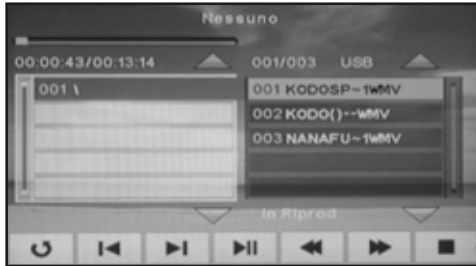 Nessuno
00:00:43/00:13:14
001/003 USB
001 \
001 KODOSP~1WMV
002 KODO()--WMV
003 NANAFU~1WMV
In Riprod